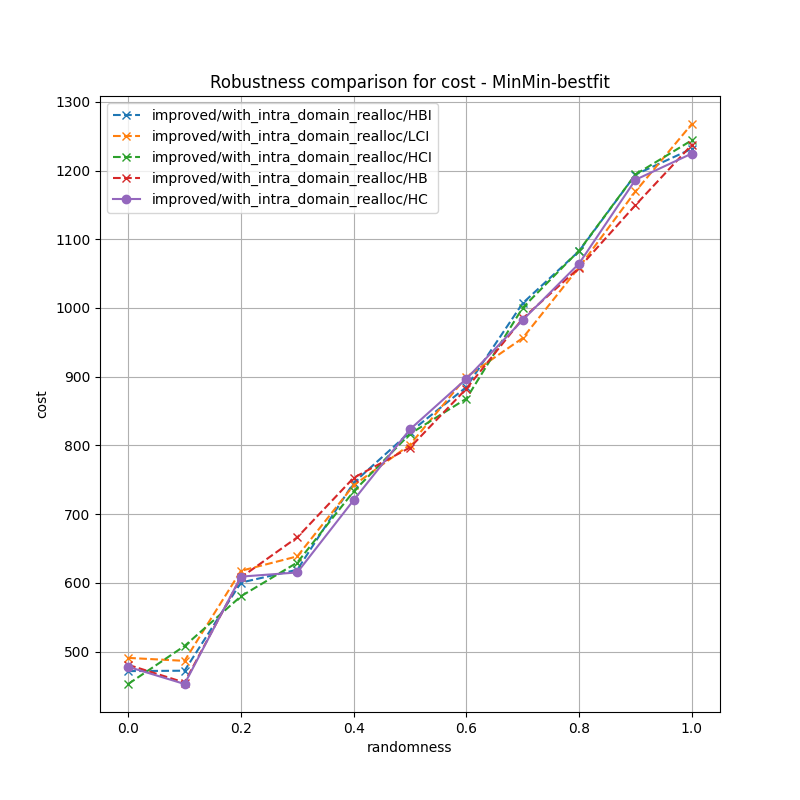 Robustness comparison for cost - MinMin-bestfit
1300
1200
1100
1000
900
800
700
600
500
cost
improved/with_intra_domain_realloc/HBI
improved/with_intra_domain_realloc/LCI
improved/with_intra_domain_realloc/HCI
improved/with_intra_domain_realloc/HB
improved/with_intra_domain_realloc/HC
0.0 0.2 0.4 0.6 0.8 1.0
randomness